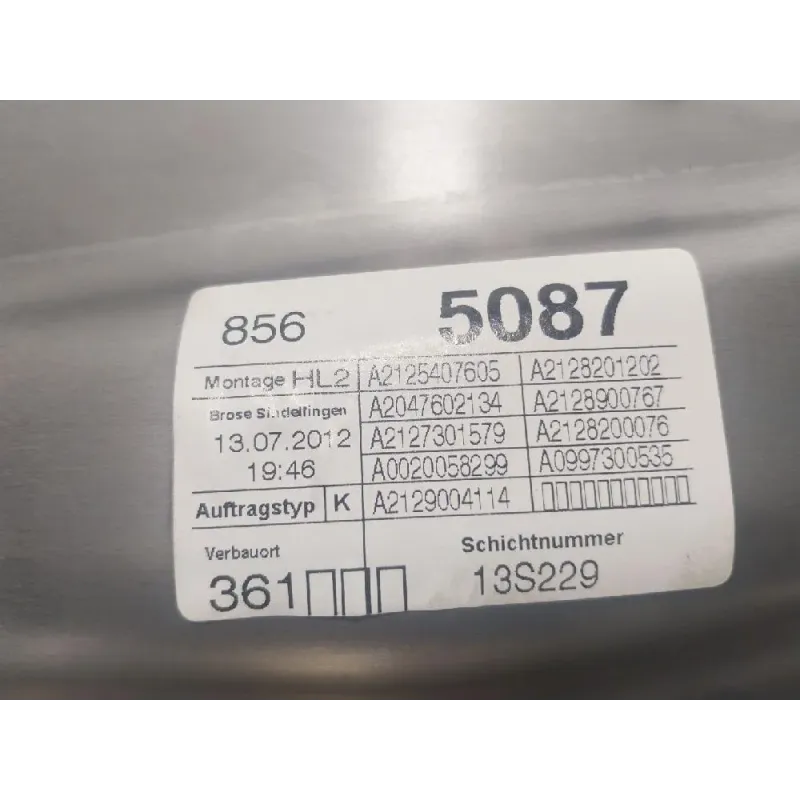 856 5087
Montage HL2 A2125407605 A2128201202
Brose Sindelfingen A2047602134 A2128900767
13.07.2012 A2127301579 A2128200076
19:46 A0020058299 A0997300535
Auftragstyp K A2129004114 ▯▯▯▯▯▯▯▯▯▯▯
Verbauort Schichtnummer
361▯▯▯ 13S229